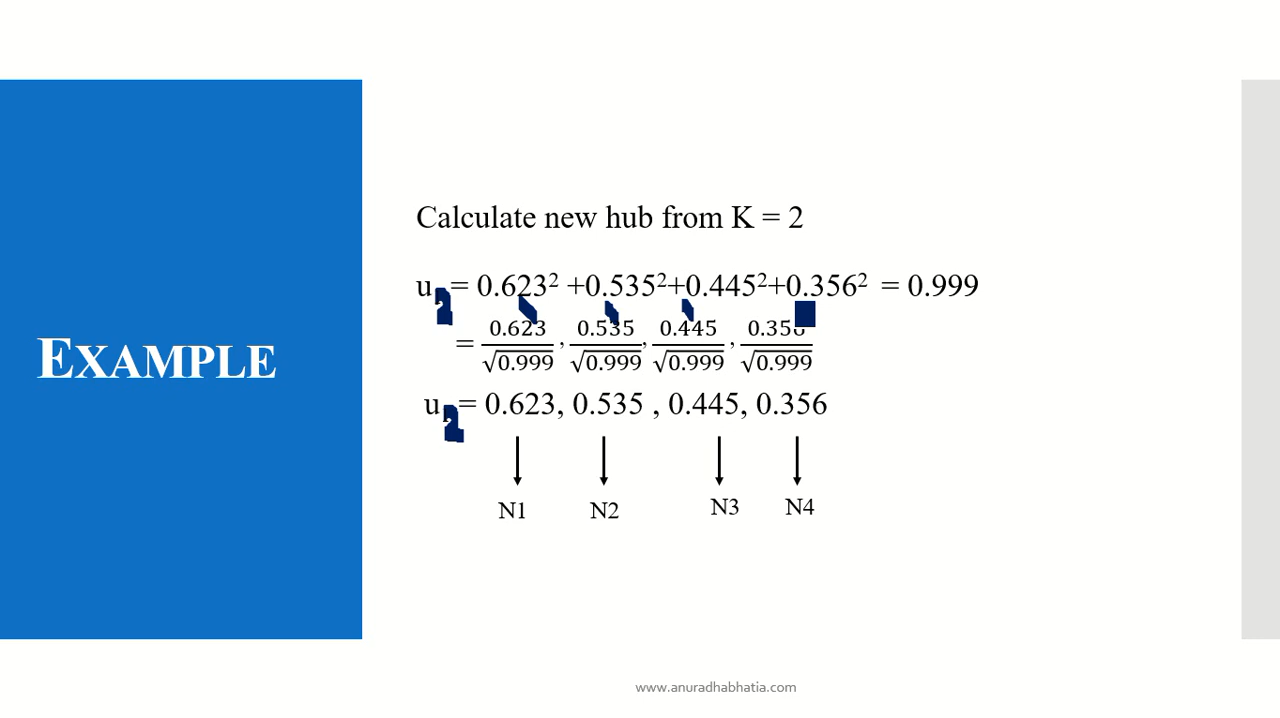 EXAMPLE
Calculate new hub from K = 2
u2 = 0.623² +0.535²+0.445²+0.356² = 0.999
= 0.623/√0.999 , 0.535/√0.999 , 0.445/√0.999 , 0.356/√0.999
u2 = 0.623, 0.535 , 0.445, 0.356
N1 N2 N3 N4
www.anuradhabhatia.com